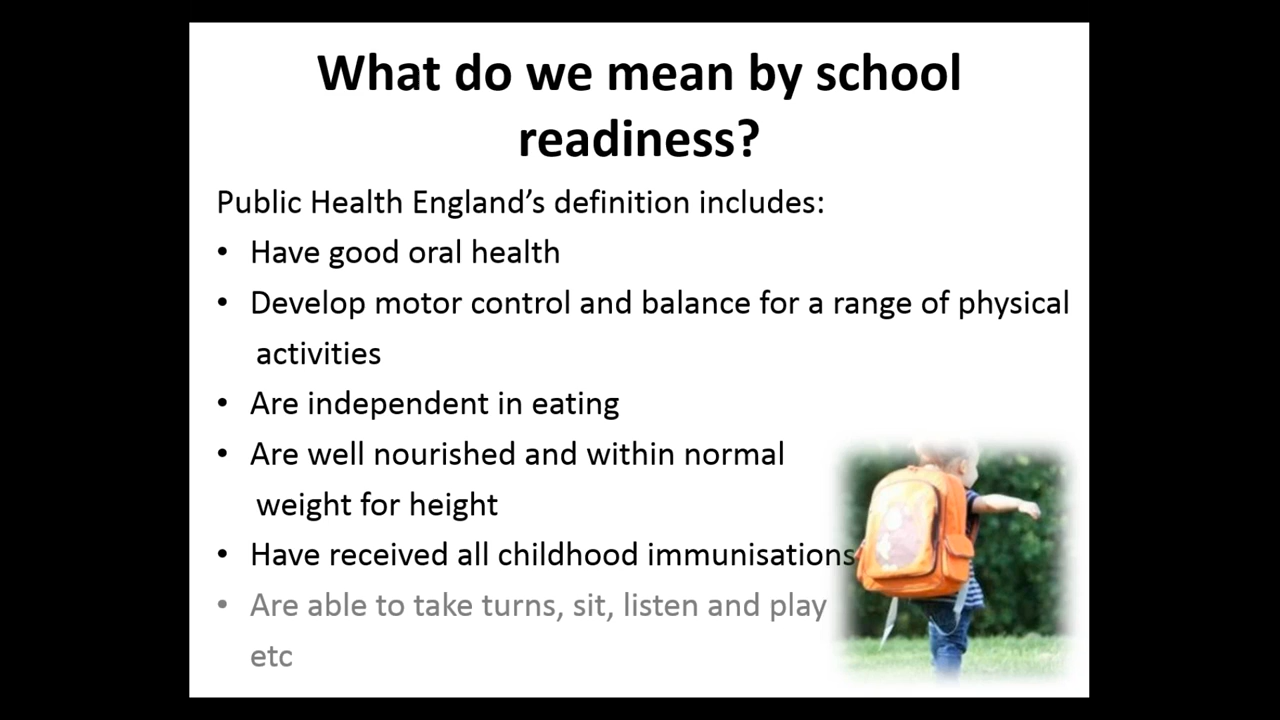 What do we mean by school
readiness?
Public Health England’s definition includes:
• Have good oral health
• Develop motor control and balance for a range of physical
activities
• Are independent in eating
• Are well nourished and within normal
weight for height
• Have received all childhood immunisations
• Are able to take turns, sit, listen and play
etc